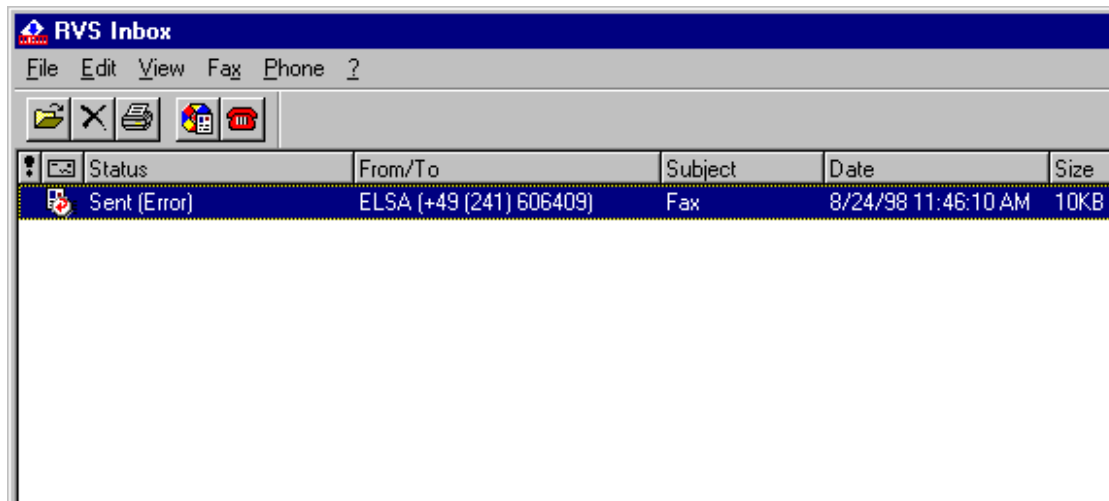 RVS Inbox
File Edit View Fax Phone ?
Status From/To Subject Date Size
Sent (Error) ELSA (+49 (241) 606409) Fax 8/24/98 11:46:10 AM 10KB